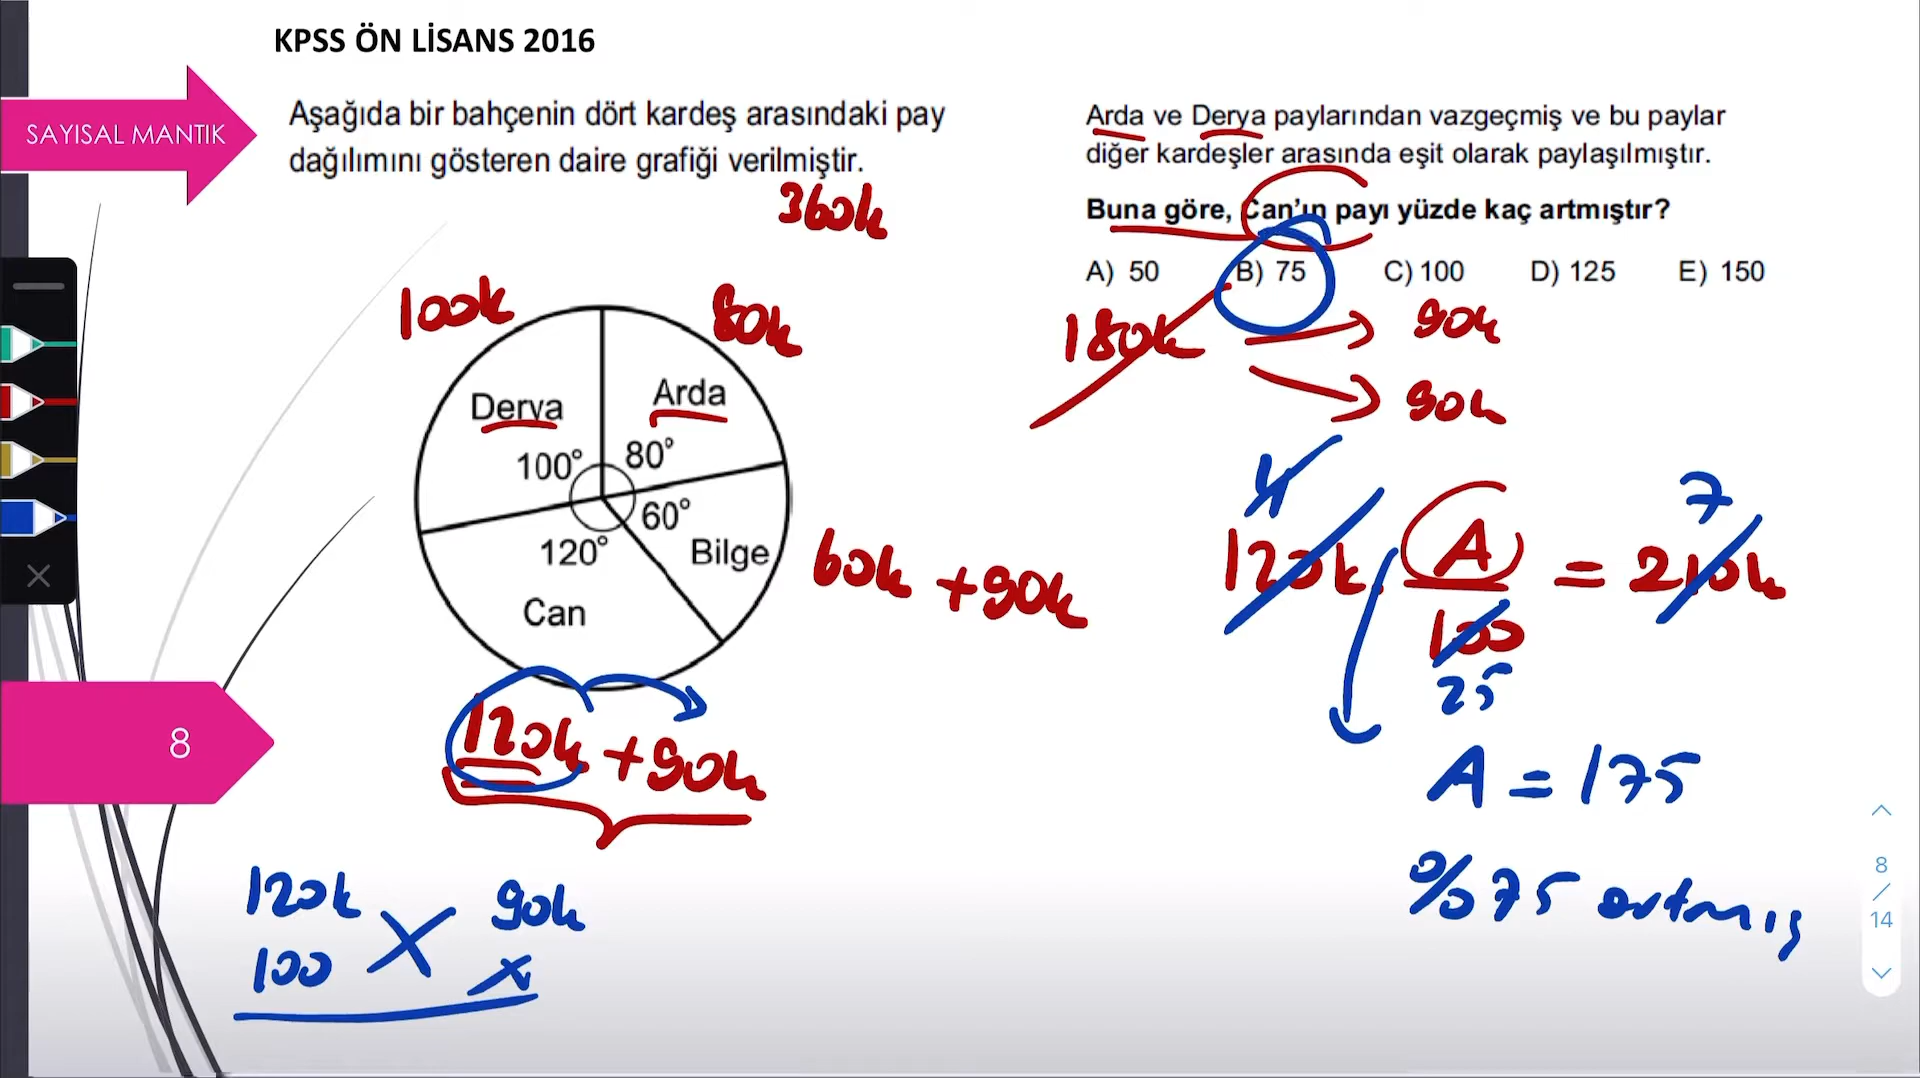 KPSS ÖN LİSANS 2016
SAYISAL MANTIK
Aşağıda bir bahçenin dört kardeş arasındaki pay
dağılımını gösteren daire grafiği verilmiştir.
360k
100k
80k
Derya
Arda
100°
80°
60°
120°
Bilge
Can
60k +90k
120k +90k
120k 90k
100 x
8
Arda ve Derya paylarından vazgeçmiş ve bu paylar
diğer kardeşler arasında eşit olarak paylaşılmıştır.
Buna göre, Can'ın payı yüzde kaç artmıştır?
A) 50 B) 75 C) 100 D) 125 E) 150
180k
90k
90k
4 7
120k . A = 210k
100
25
A = 175
%75 artmış
8
/
14